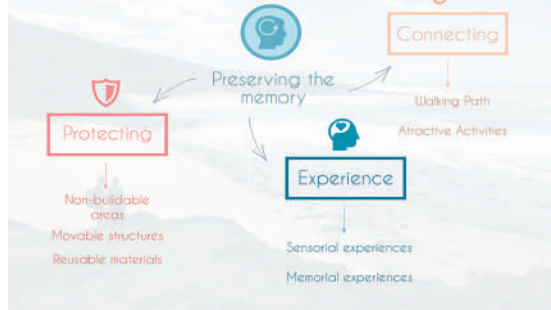 Connecting
Preserving the
memory
Walking Path
Atractive Activities
Protecting
Experience
Non-buildable
areas
Movable structures
Reusable materials
Sensorial experiences
Memorial experiences